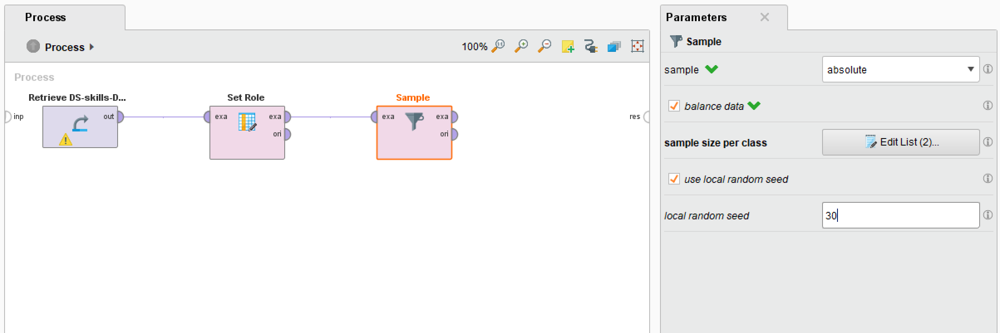 Process
Process
100%
Process
Retrieve DS-skills-D...
Set Role
Sample
inp
out
exa
exa
exa
exa
res
ori
ori
Parameters
Sample
sample
absolute
balance data
sample size per class
Edit List (2)...
use local random seed
local random seed
30